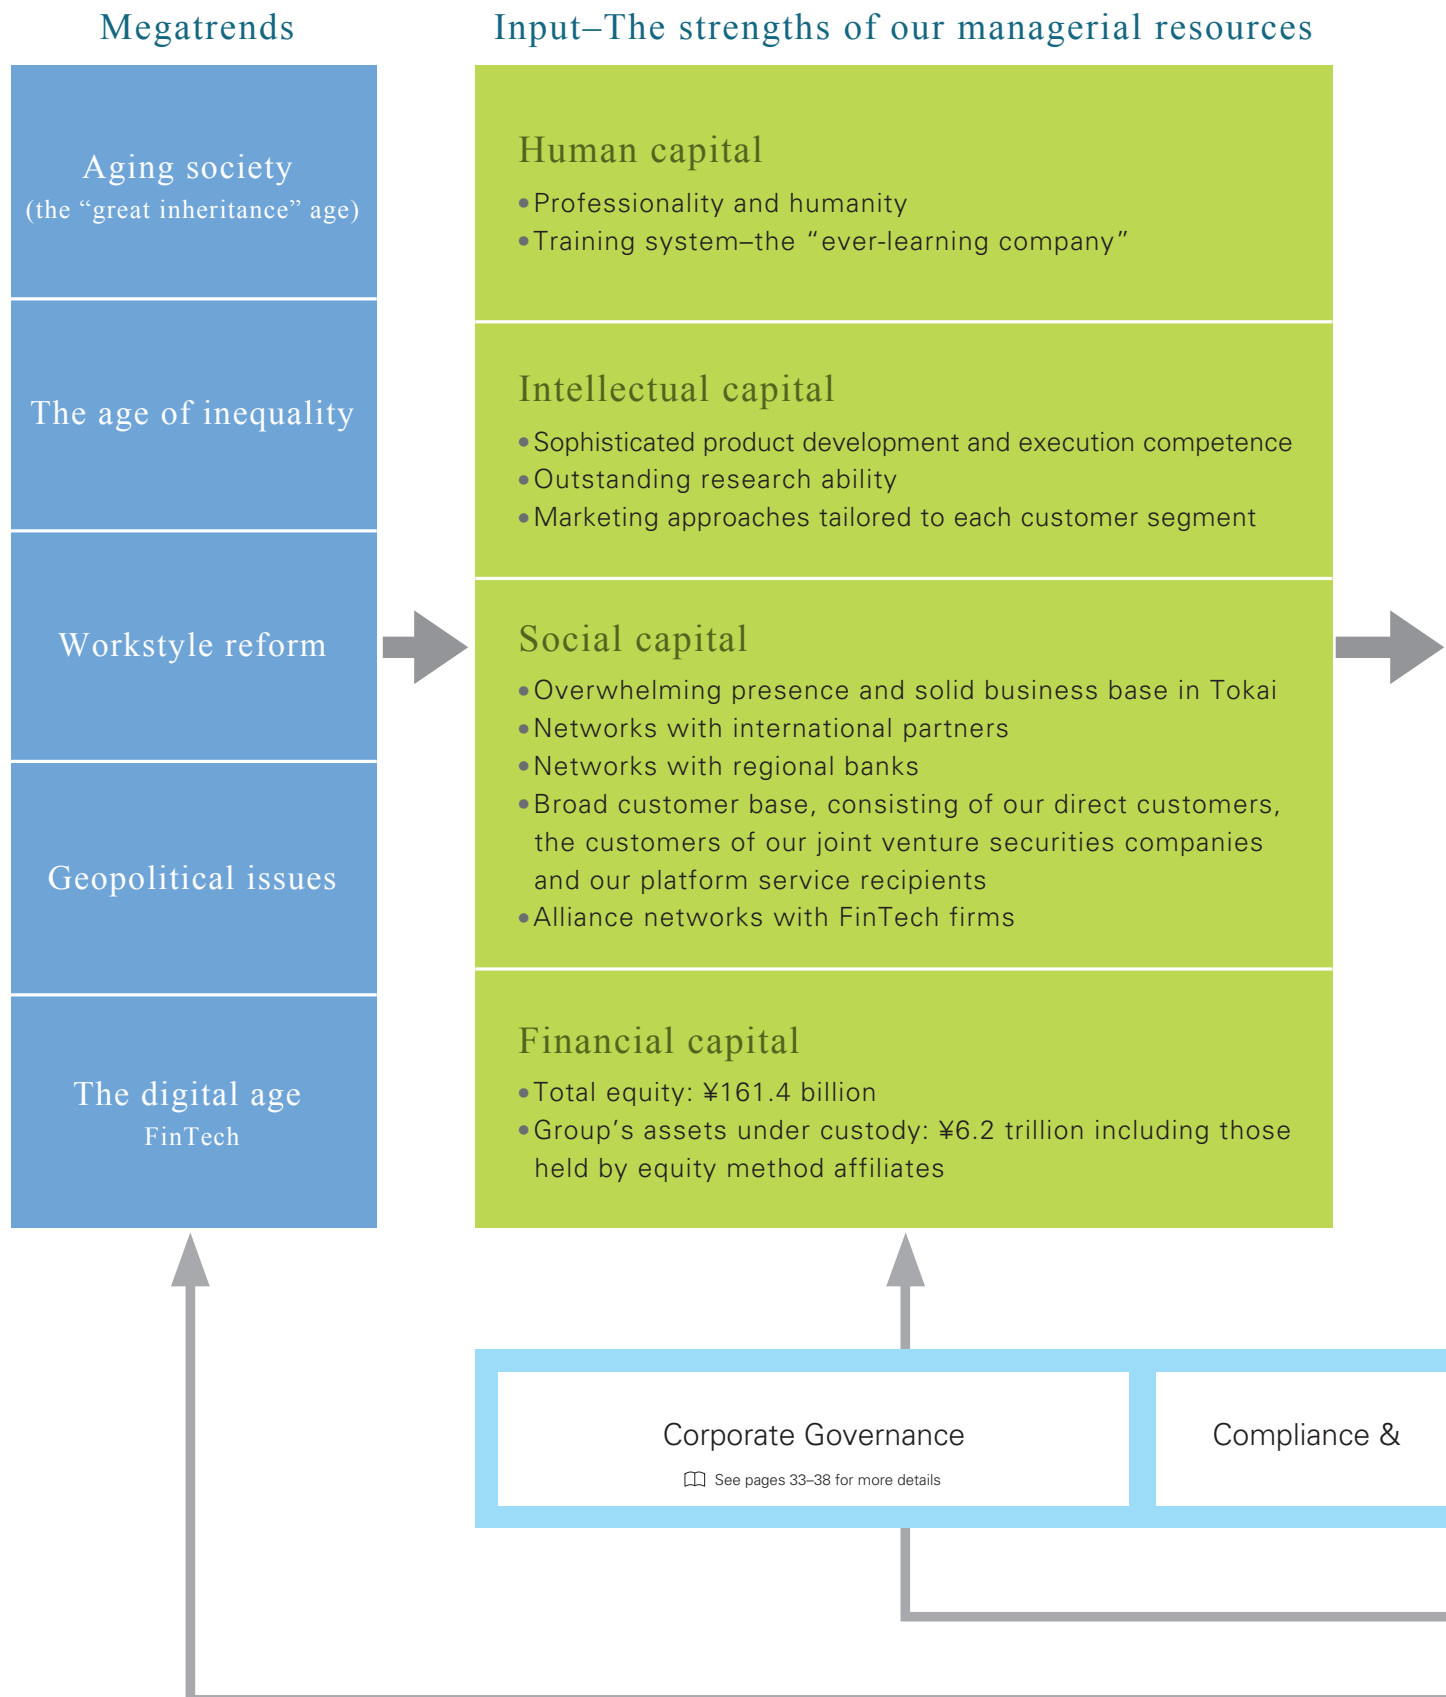 Megatrends
Input–The strengths of our managerial resources
Aging society
(the “great inheritance” age)
The age of inequality
Workstyle reform
Geopolitical issues
The digital age
FinTech
Human capital
•Professionality and humanity
•Training system–the “ever-learning company”
Intellectual capital
•Sophisticated product development and execution competence
•Outstanding research ability
•Marketing approaches tailored to each customer segment
Social capital
•Overwhelming presence and solid business base in Tokai
•Networks with international partners
•Networks with regional banks
•Broad customer base, consisting of our direct customers,
the customers of our joint venture securities companies
and our platform service recipients
•Alliance networks with FinTech firms
Financial capital
•Total equity: ¥161.4 billion
•Group’s assets under custody: ¥6.2 trillion including those
held by equity method affiliates
Corporate Governance
See pages 33–38 for more details
Compliance &